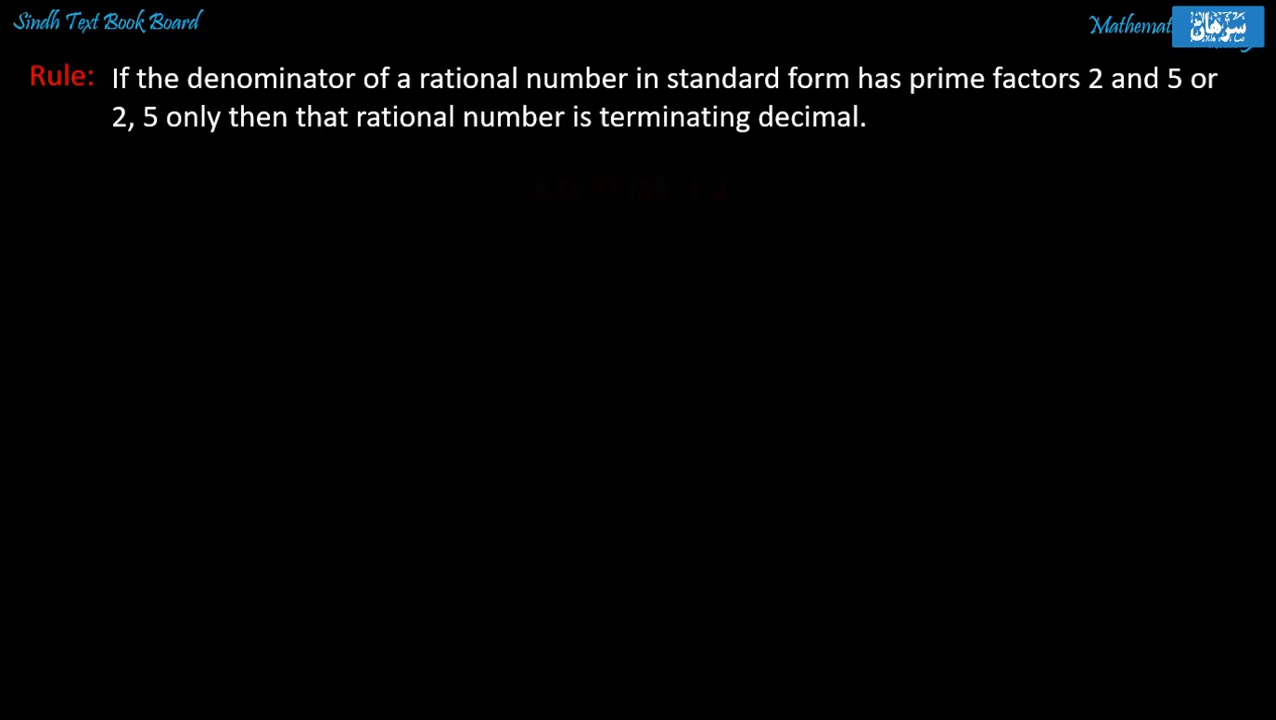 Sindh Text Book Board
Rule: If the denominator of a rational number in standard form has prime factors 2 and 5 or
2, 5 only then that rational number is terminating decimal.